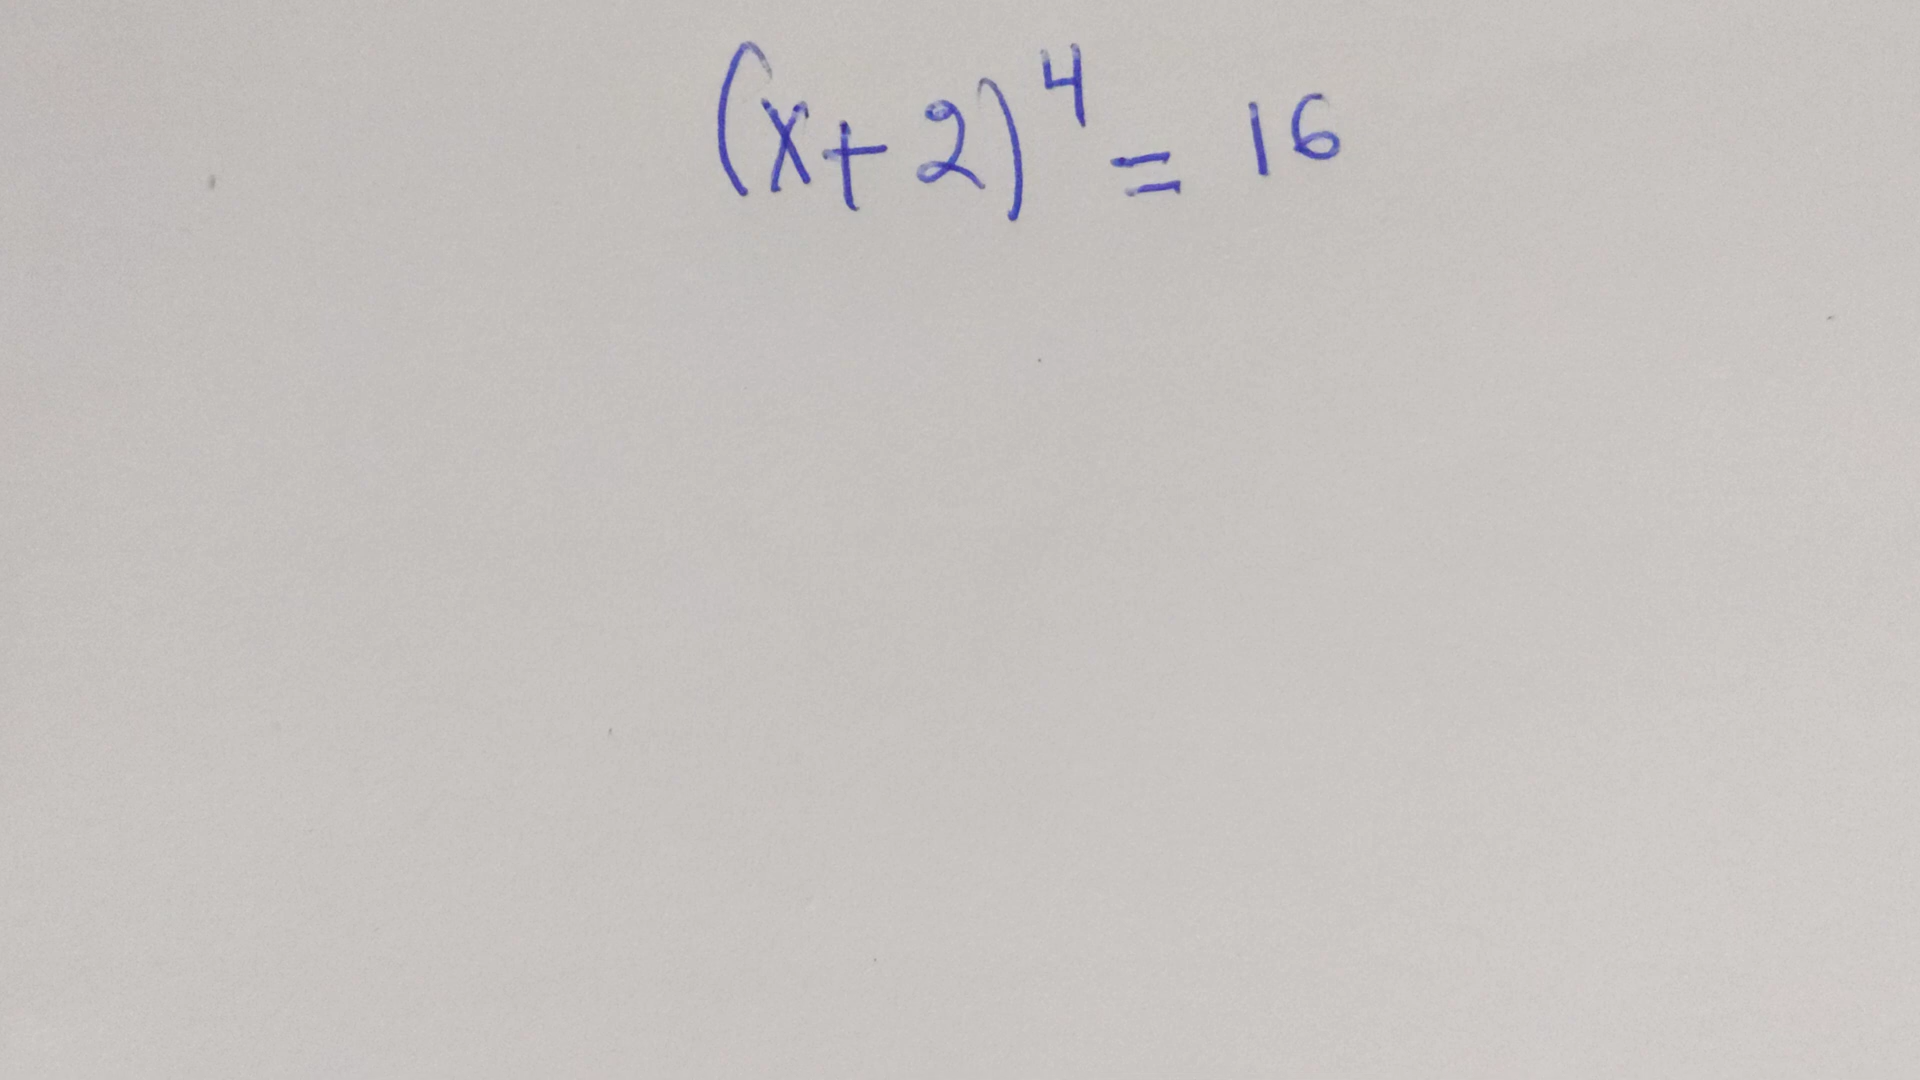 (x+2)⁴ = 16